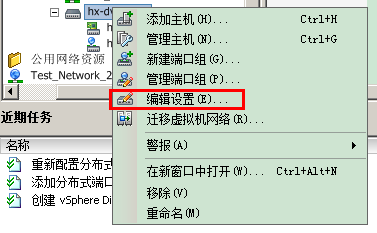 hx-d
添加主机(H)... Ctrl+H
管理主机(N)... Ctrl+G
新建端口组(G)...
管理端口组(P)...
编辑设置(E)...
迁移虚拟机网络(R)...
警报(A)
在新窗口中打开(W)... Ctrl+Alt+N
移除(V)
重命名(M)
h
h
公用网络资源
Test_Network_2
近期任务
名称
重新配置分布式
添加分布式端口
创建 vSphere Di